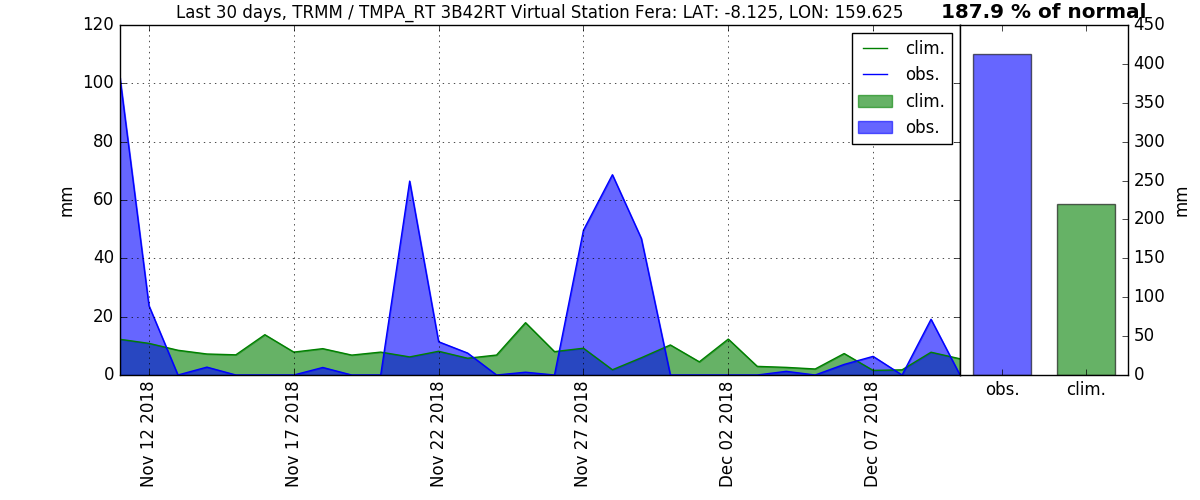 Last 30 days, TRMM / TMPA_RT 3B42RT Virtual Station Fera: LAT: -8.125, LON: 159.625
187.9 % of normal
120
100
80
60
40
20
0
mm
clim.
obs.
clim.
obs.
450
400
350
300
250
200
150
100
50
0
mm
Nov 12 2018
Nov 17 2018
Nov 22 2018
Nov 27 2018
Dec 02 2018
Dec 07 2018
obs.
clim.